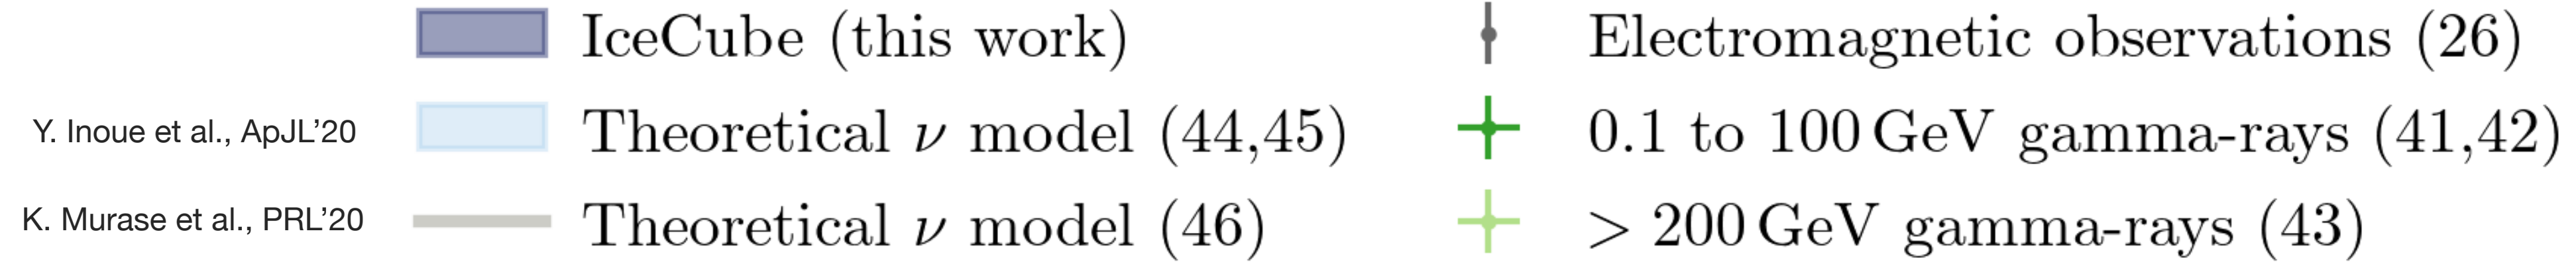 IceCube (this work)
Electromagnetic observations (26)
Y. Inoue et al., ApJL’20
Theoretical ν model (44,45)
0.1 to 100 GeV gamma-rays (41,42)
K. Murase et al., PRL’20
Theoretical ν model (46)
> 200 GeV gamma-rays (43)